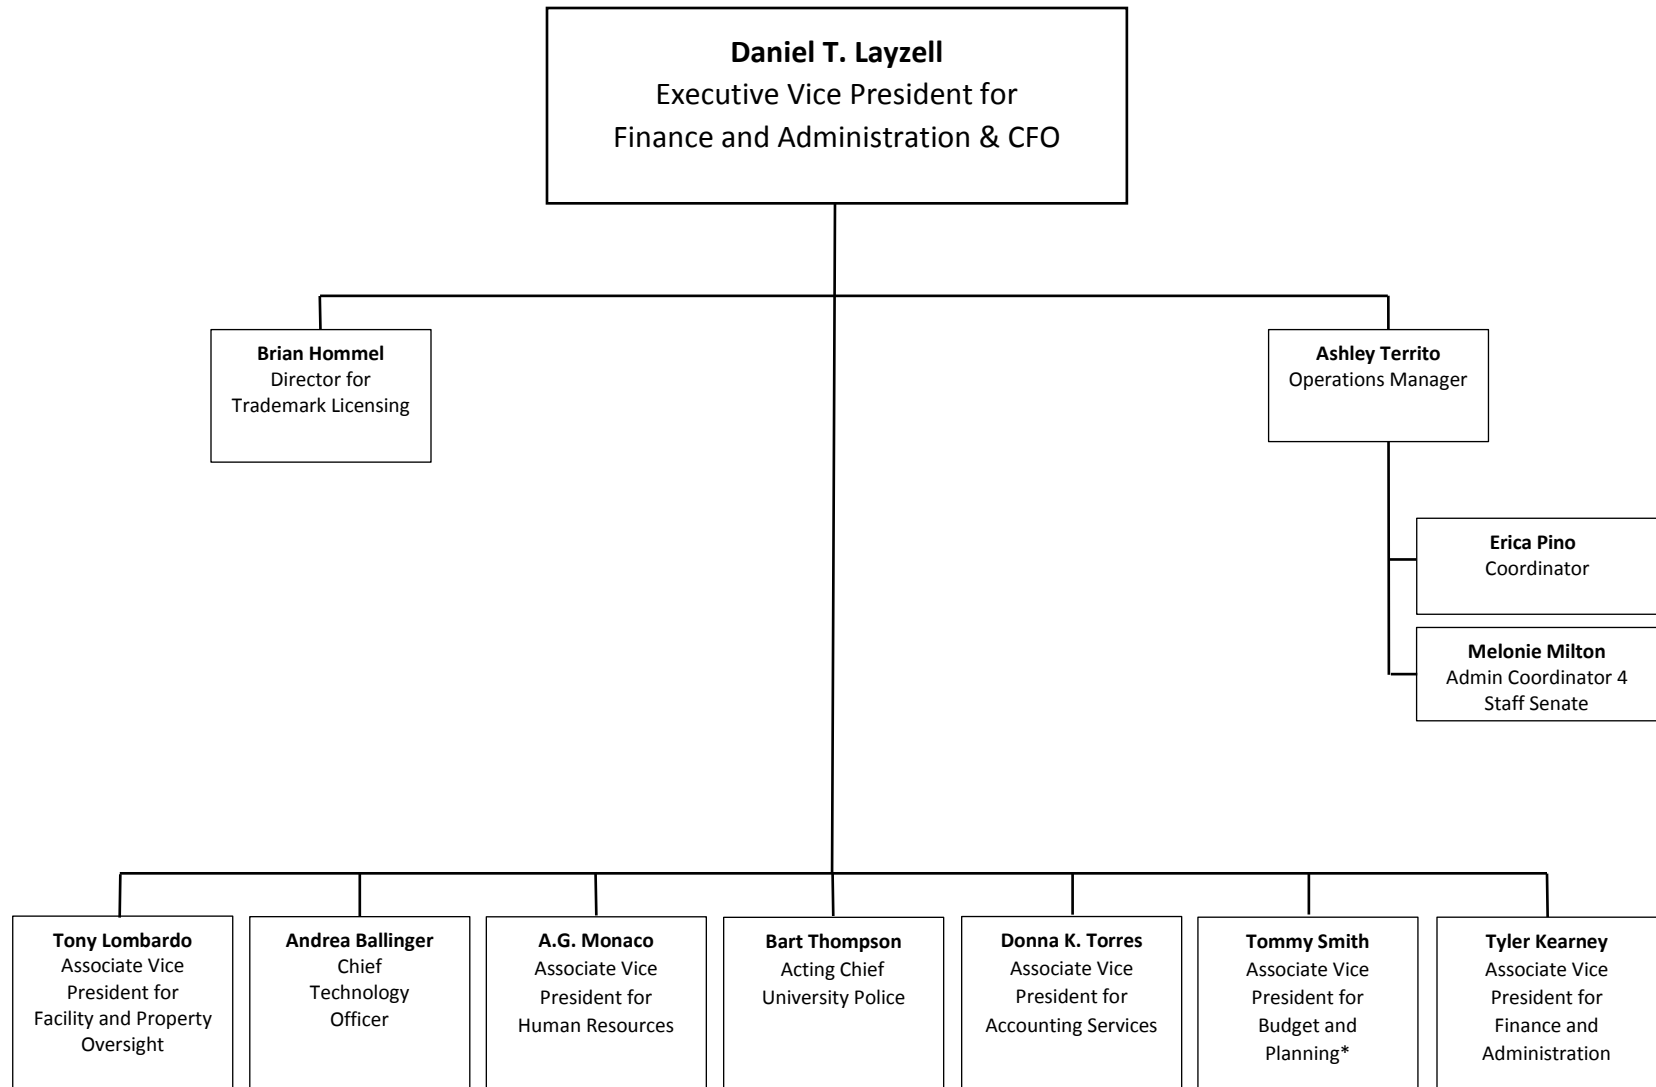 Daniel T. Layzell
Executive Vice President for
Finance and Administration & CFO
Brian Hommel
Director for
Trademark Licensing
Ashley Territo
Operations Manager
Erica Pino
Coordinator
Melonie Milton
Admin Coordinator 4
Staff Senate
Tony Lombardo
Associate Vice
President for
Facility and Property
Oversight
Andrea Ballinger
Chief
Technology
Officer
A.G. Monaco
Associate Vice
President for
Human Resources
Bart Thompson
Acting Chief
University Police
Donna K. Torres
Associate Vice
President for
Accounting Services
Tommy Smith
Associate Vice
President for
Budget and
Planning*
Tyler Kearney
Associate Vice
President for
Finance and
Administration